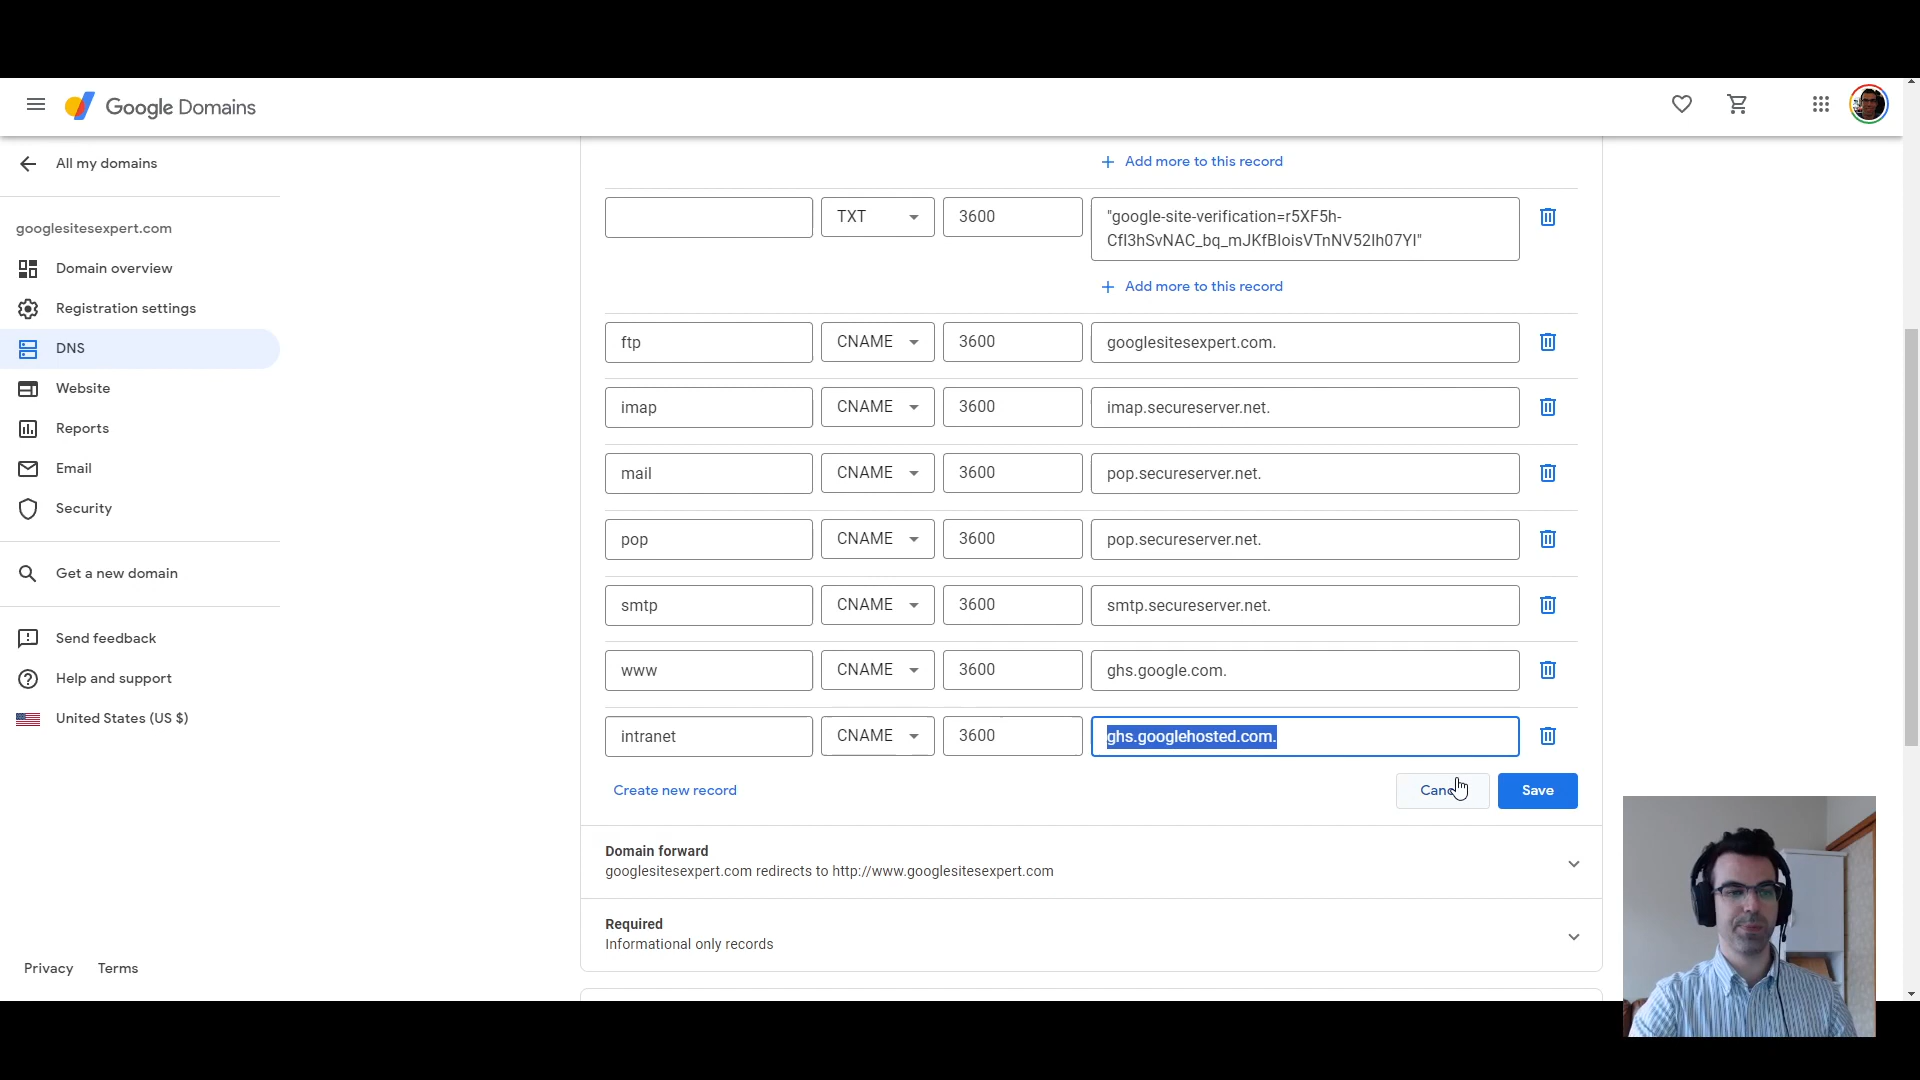 Google Domains
All my domains
googlesitesexpert.com
Domain overview
Registration settings
DNS
Website
Reports
Email
Security
Get a new domain
Send feedback
Help and support
United States (US $)
Privacy Terms
Add more to this record
TXT 3600 "google-site-verification=r5XF5h-
CfI3hSvNAC_bq_mJKfBIoisVTnNV52Ih07YI"
Add more to this record
ftp CNAME 3600 googlesitesexpert.com.
imap CNAME 3600 imap.secureserver.net.
mail CNAME 3600 pop.secureserver.net.
pop CNAME 3600 pop.secureserver.net.
smtp CNAME 3600 smtp.secureserver.net.
www CNAME 3600 ghs.google.com.
intranet CNAME 3600 ghs.googlehosted.com.
Create new record Save
Domain forward
googlesitesexpert.com redirects to http://www.googlesitesexpert.com
Required
Informational only records